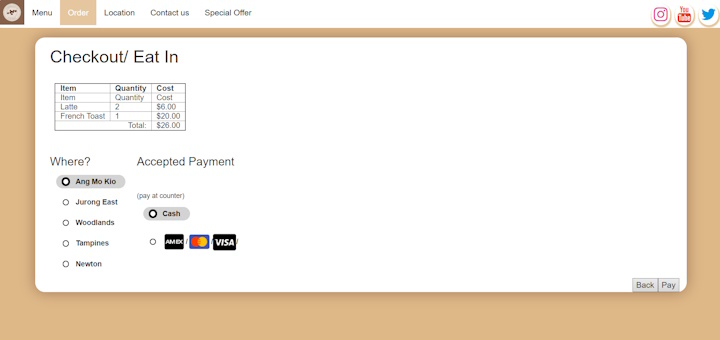 Menu Order Location Contact us Special Offer You Tube
Checkout/ Eat In
Item Quantity Cost
Item Quantity Cost
Latte 2 $6.00
French Toast 1 $20.00
Total: $26.00
Where? Accepted Payment
Ang Mo Kio
(pay at counter)
Jurong East
Cash
Woodlands
Tampines
AMEX / / VISA /
Newton
Back Pay